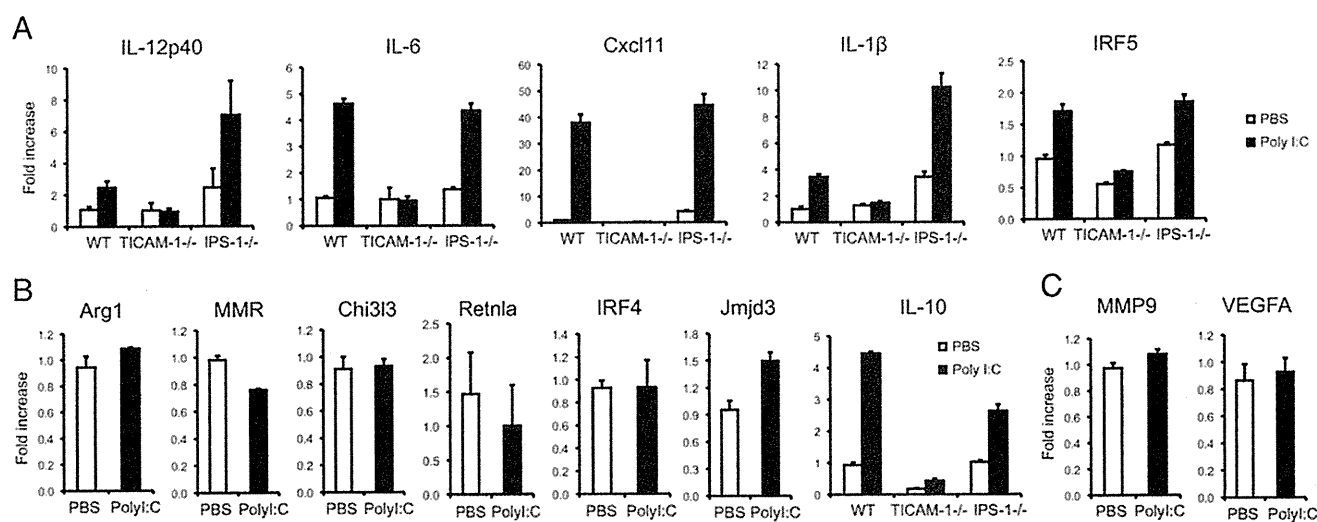 A
IL-12p40
IL-6
Cxcl11
IL-1β
IRF5
Fold increase
10
8
6
4
2
0
WT TICAM-1-/- IPS-1-/-
6
5
4
3
2
1
0
WT TICAM-1-/- IPS-1-/-
60
50
40
30
20
10
0
WT TICAM-1-/- IPS-1-/-
12
10
8
6
4
2
0
WT TICAM-1-/- IPS-1-/-
2.5
2.0
1.5
1.0
0.5
0.0
WT TICAM-1-/- IPS-1-/-
PBS
Poly I:C
B
Arg1
MMR
Chi3l3
Retnla
IRF4
Jmjd3
IL-10
Fold increase
1.2
1.0
0.8
0.6
0.4
0.2
0.0
PBS PolyI:C
1.2
1.0
0.8
0.6
0.4
0.2
0.0
PBS PolyI:C
1.2
1.0
0.8
0.6
0.4
0.2
0.0
PBS PolyI:C
2.5
2.0
1.5
1.0
0.5
0.0
PBS PolyI:C
1.4
1.2
1.0
0.8
0.6
0.4
0.2
0.0
PBS PolyI:C
1.8
1.5
1.2
0.9
0.6
0.3
0.0
PBS PolyI:C
5
4
3
2
1
0
WT TICAM-1-/- IPS-1-/-
PBS
Poly I:C
C
MMP9
VEGFA
Fold increase
1.2
1.0
0.8
0.6
0.4
0.2
0.0
PBS PolyI:C
1.2
1.0
0.8
0.6
0.4
0.2
0.0
PBS PolyI:C